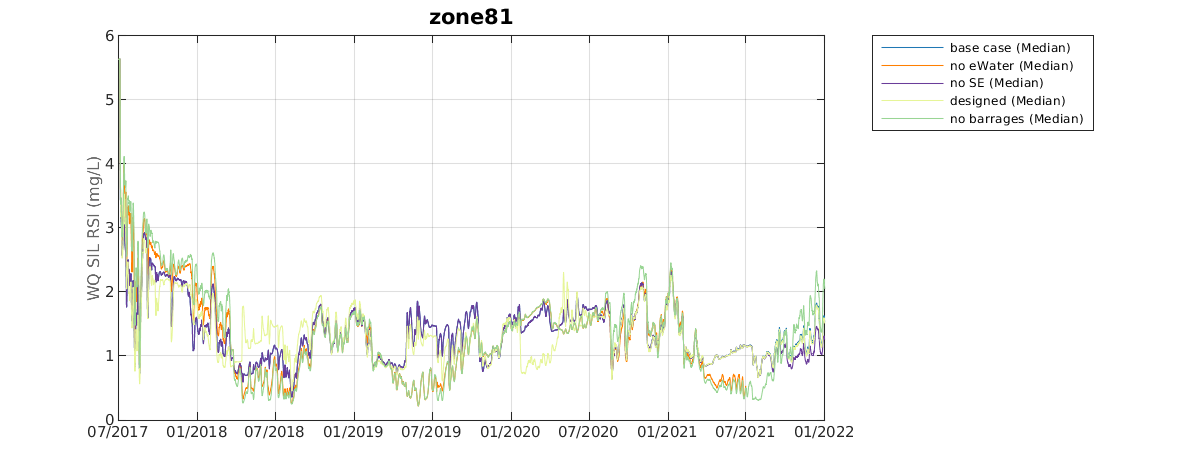 zone81
WQ SIL RSI (mg/L)
6
5
4
3
2
1
0
07/2017 01/2018 07/2018 01/2019 07/2019 01/2020 07/2020 01/2021 07/2021 01/2022
base case (Median)
no eWater (Median)
no SE (Median)
designed (Median)
no barrages (Median)